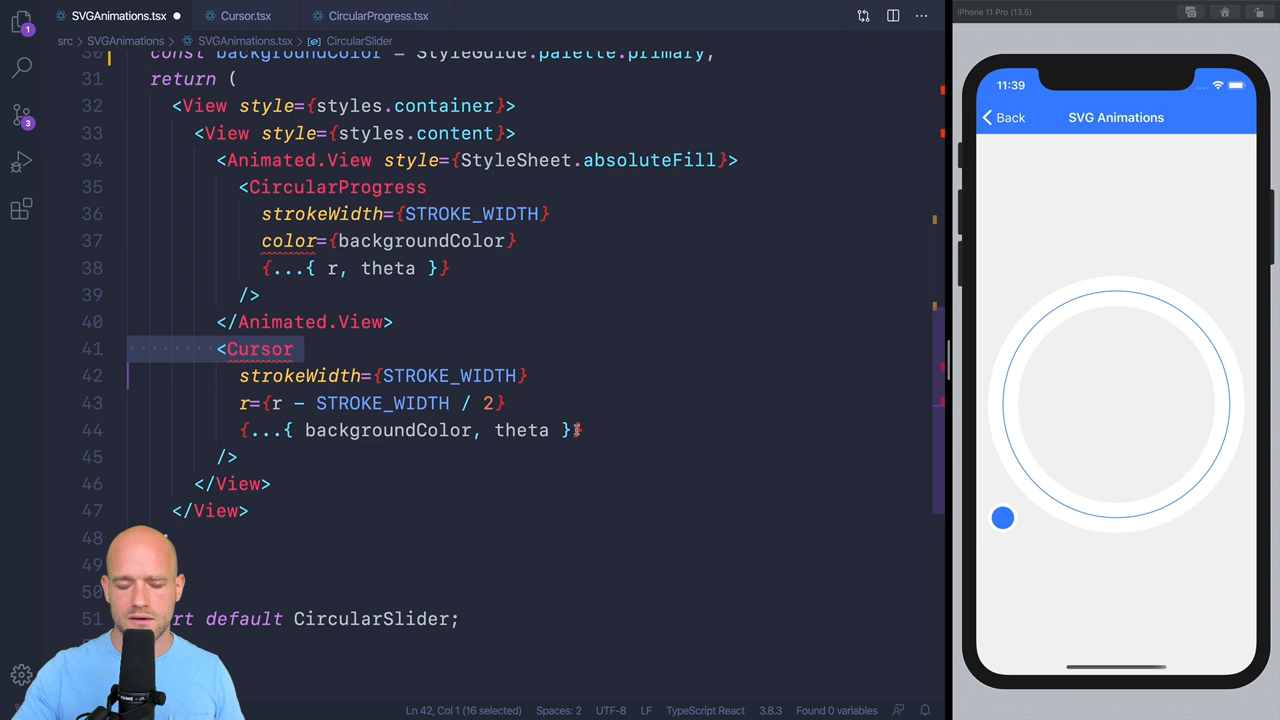 SVGAnimations.tsx
Cursor.tsx
CircularProgress.tsx
src > SVGAnimations > SVGAnimations.tsx > CircularSlider
30 const backgroundColor = StyleGuide.palette.primary;
31 return (
32 <View style={styles.container}>
33 <View style={styles.content}>
34 <Animated.View style={StyleSheet.absoluteFill}>
35 <CircularProgress
36 strokeWidth={STROKE_WIDTH}
37 color={backgroundColor}
38 {...{ r, theta }}
39 />
40 </Animated.View>
41 ········<Cursor
42 strokeWidth={STROKE_WIDTH}
43 r={r - STROKE_WIDTH / 2}
44 {...{ backgroundColor, theta }}
45 />
46 </View>
47 </View>
48
49
50
51 rt default CircularSlider;
1
3
Ln 42, Col 1 (16 selected)
Spaces: 2
UTF-8
LF
TypeScript React
3.8.3
Found 0 variables
iPhone 11 Pro (13.5)
11:39
Back
SVG Animations